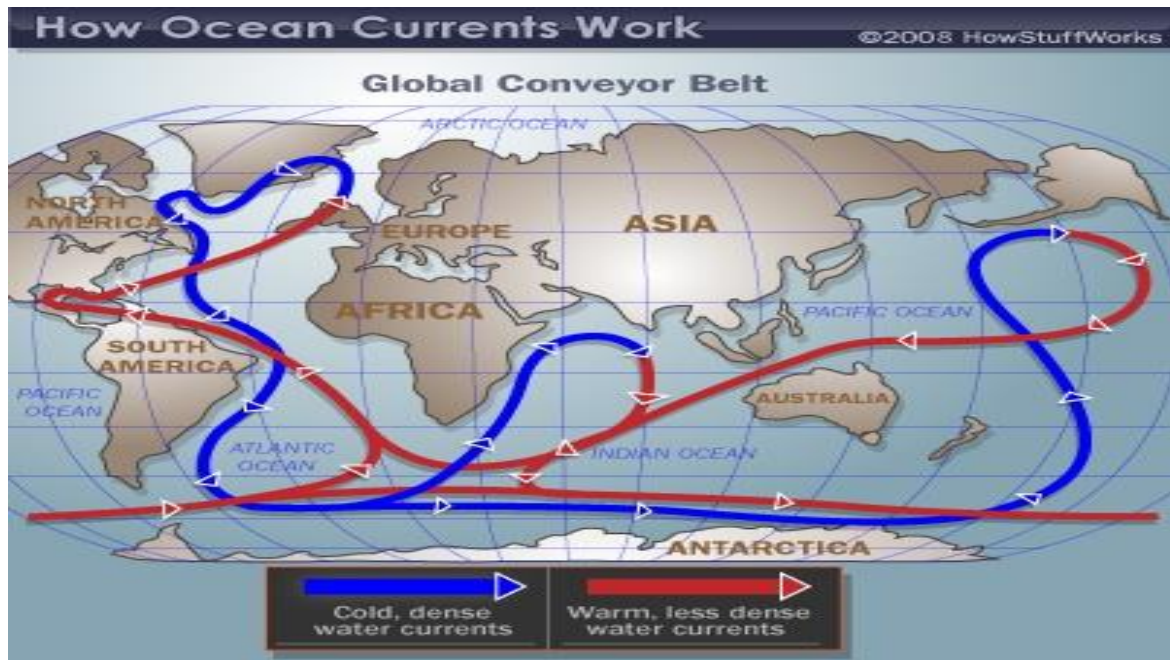 How Ocean Currents Work
©2008 HowStuffWorks
Global Conveyor Belt
ARCTIC OCEAN
NORTH
AMERICA
EUROPE
ASIA
AFRICA
PACIFIC OCEAN
SOUTH
AMERICA
PACIFIC
OCEAN
AUSTRALIA
ATLANTIC
OCEAN
INDIAN OCEAN
ANTARCTICA
Cold, dense
water currents
Warm, less dense
water currents